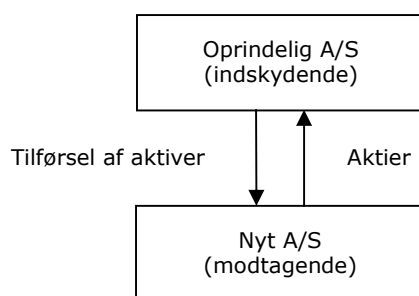 Oprindelig A/S
(indskydende)
Tilførsel af aktiver
Aktier
Nyt A/S
(modtagende)